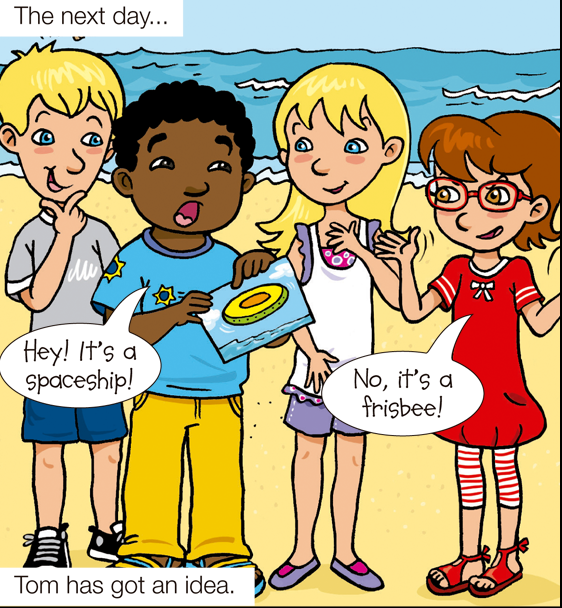 The next day...
Hey! It's a
spaceship!
No, it's a
frisbee!
Tom has got an idea.